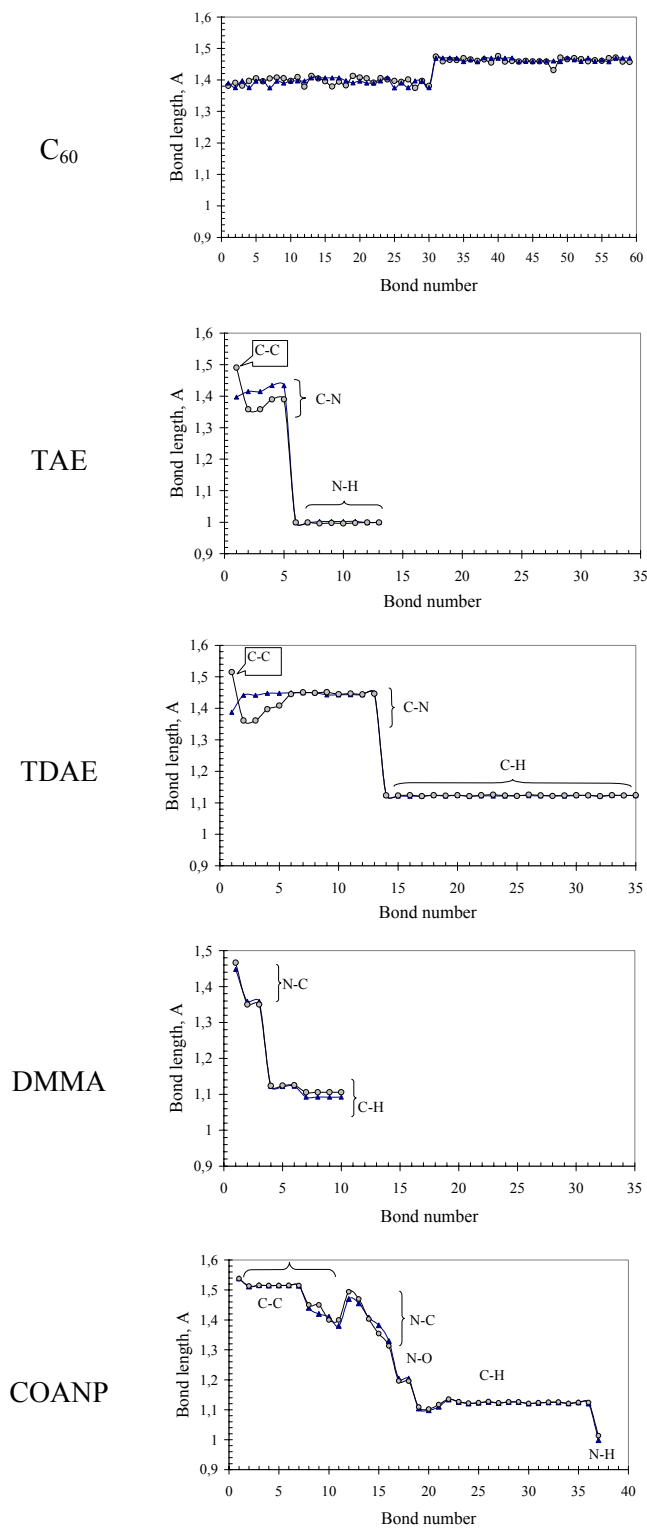 C₆₀
Bond length, A
1,6
1,5
1,4
1,3
1,2
1,1
1
0,9
0 5 10 15 20 25 30 35 40 45 50 55 60
Bond number
TAE
Bond length, A
1,6
1,5
1,4
1,3
1,2
1,1
1
0,9
C-C
C-N
N-H
0 5 10 15 20 25 30 35
Bond number
TDAE
Bond length, A
1,6
1,5
1,4
1,3
1,2
1,1
1
0,9
C-C
C-N
C-H
0 5 10 15 20 25 30 35
Bond number
DMMA
Bond length, A
1,5
1,4
1,3
1,2
1,1
1
0,9
N-C
C-H
0 5 10 15 20 25 30 35
Bond number
COANP
Bond length, A
1,6
1,5
1,4
1,3
1,2
1,1
1
0,9
C-C
N-C
N-O
C-H
N-H
0 5 10 15 20 25 30 35 40
Bond number